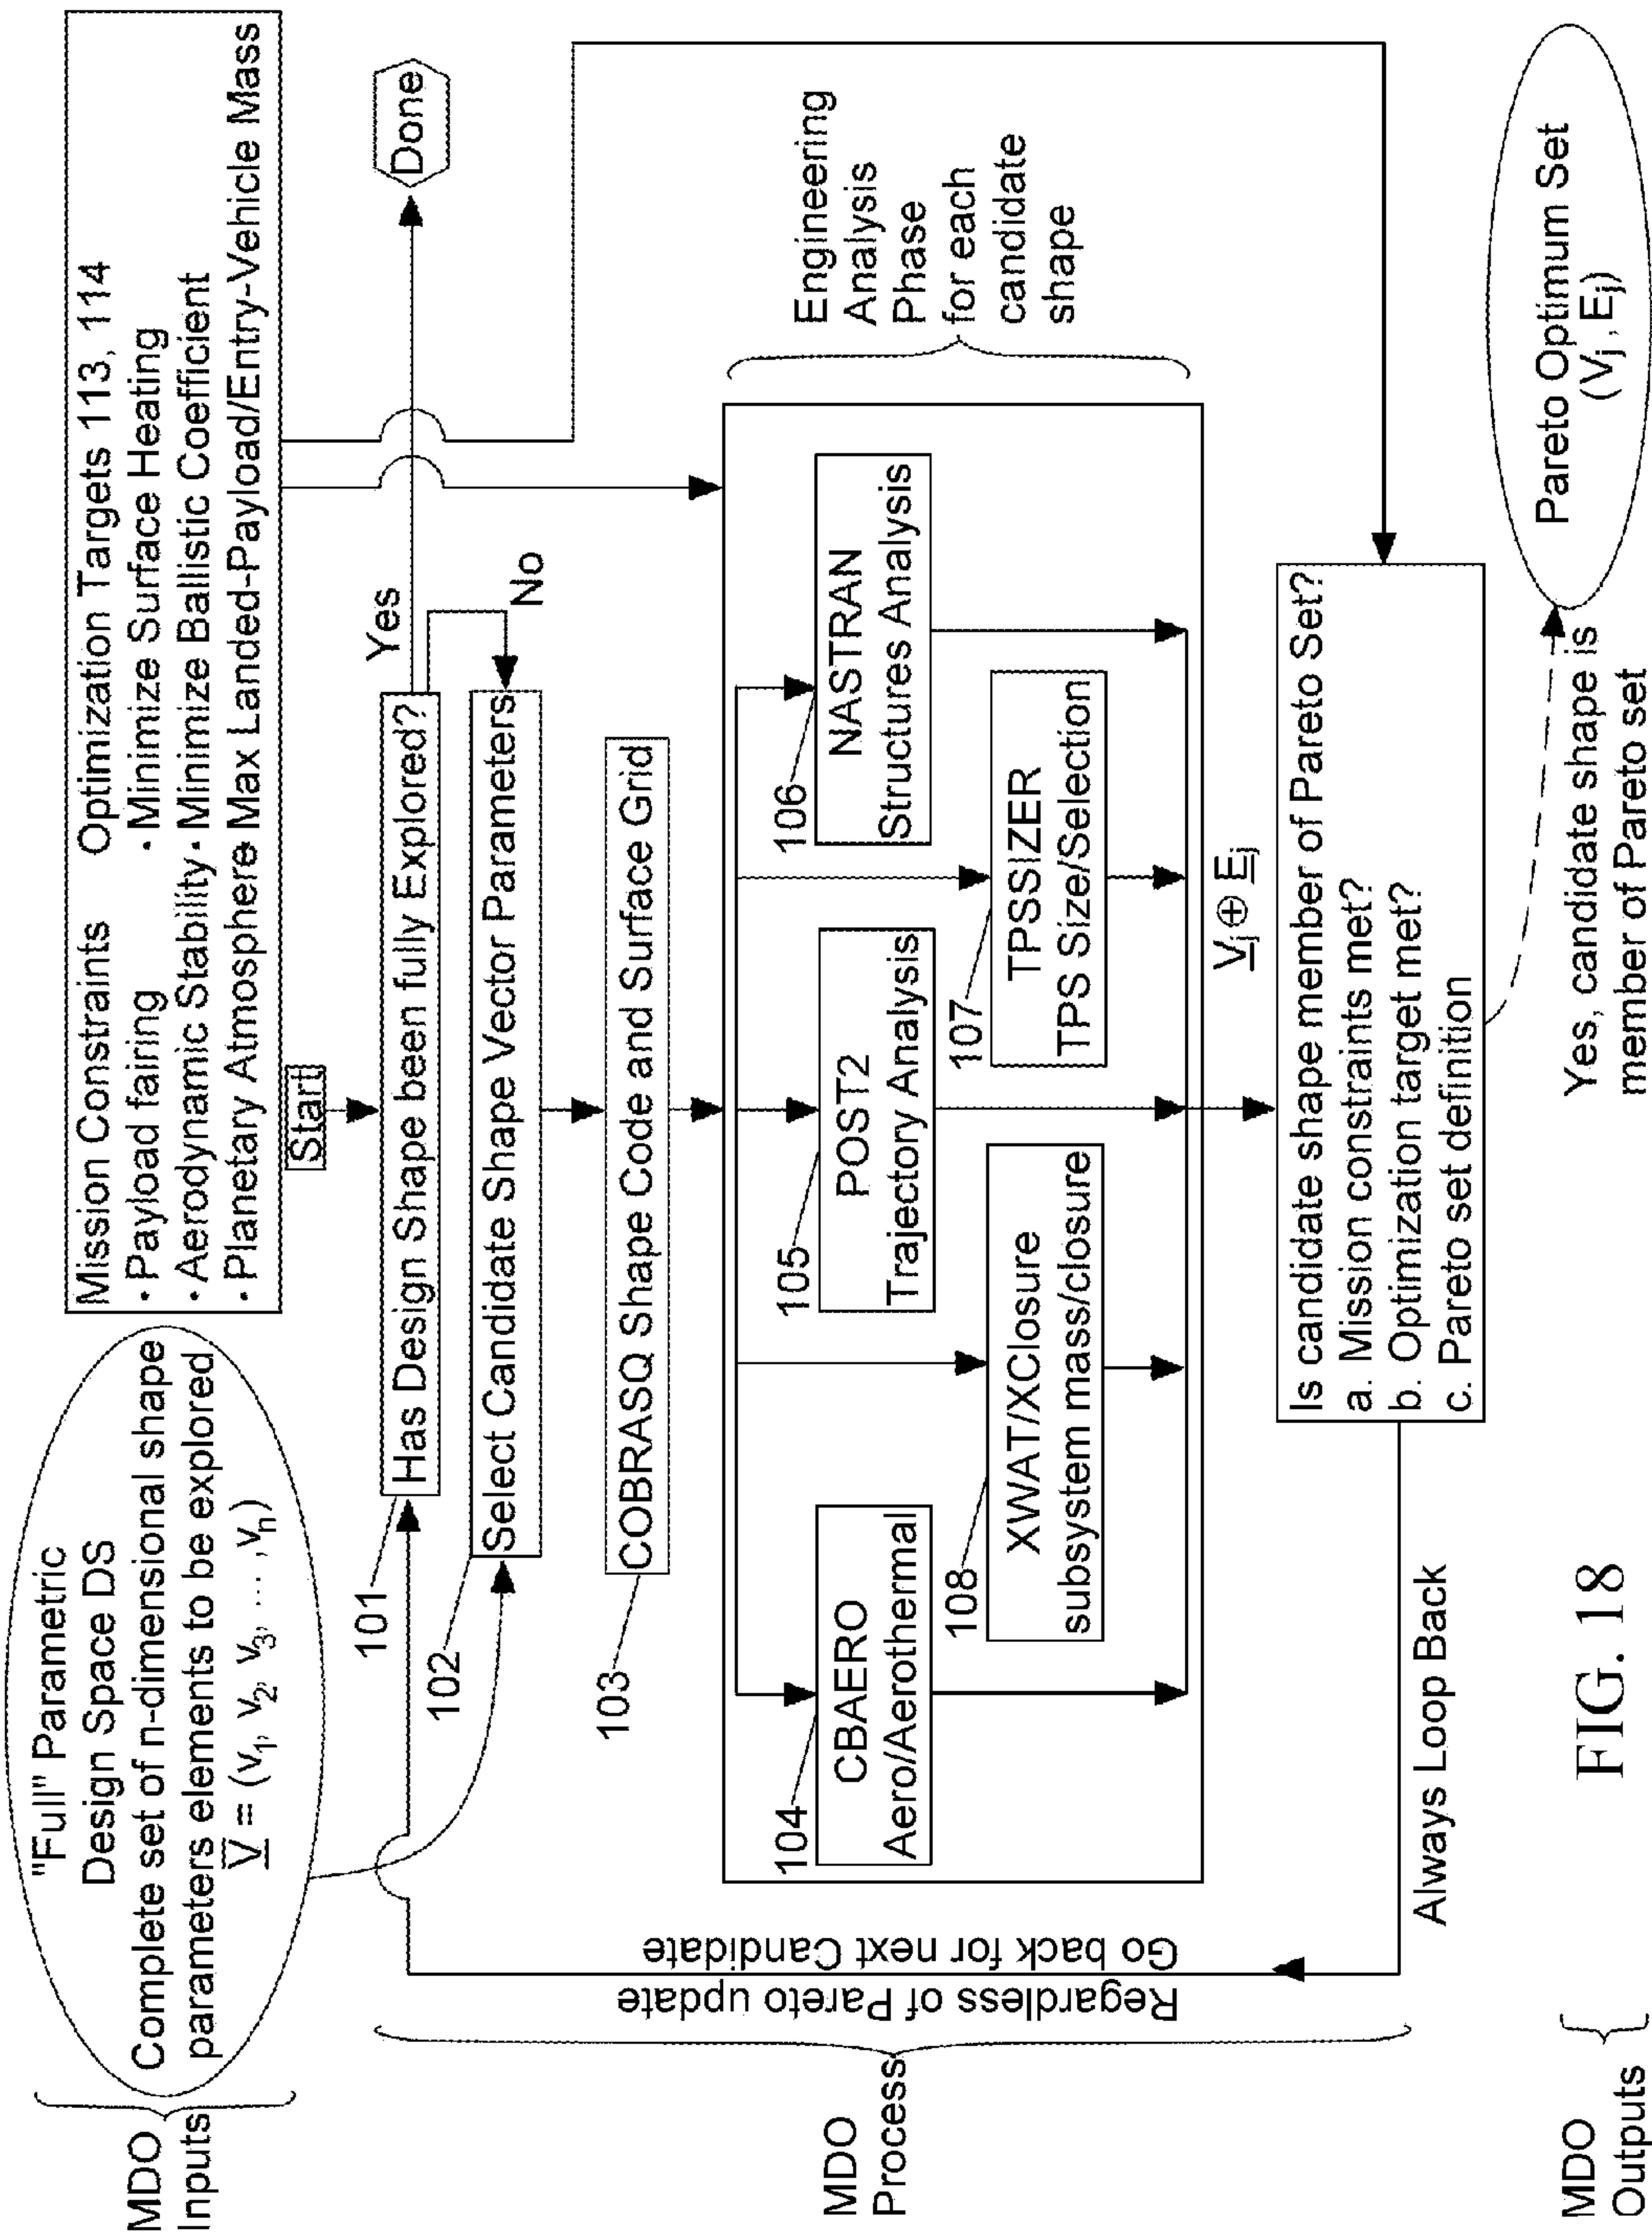 MDO
Inputs
"Full" Parametric
Design Space DS
Complete set of n-dimensional shape
parameters elements to be explored
V = (v1, v2, v3, ... , vn)
Mission Constraints Optimization Targets 113, 114
• Payload fairing • Minimize Surface Heating
• Aerodynamic Stability • Minimize Ballistic Coefficient
• Planetary Atmosphere • Max Landed-Payload/Entry-Vehicle Mass
Start
101
Has Design Shape been fully Explored?
Yes
Done
No
102
Select Candidate Shape Vector Parameters
103
COBRASQ Shape Code and Surface Grid
MDO
Process
Regardless of Pareto update
Go back for next Candidate
104
CBAERO
Aero/Aerothermal
105
POST2
Trajectory Analysis
106
NASTRAN
Structures Analysis
108
XWAT/XClosure
subsystem mass/closure
107
TPSSIZER
TPS Size/Selection
Engineering
Analysis
Phase
for each
candidate
shape
Vj ⊕ Ej
Is candidate shape member of Pareto Set?
a. Mission constraints met?
b. Optimization target met?
c. Pareto set definition
Always Loop Back
MDO
Outputs
Yes, candidate shape is
member of Pareto set
Pareto Optimum Set
(Vj, Ej)
FIG. 18